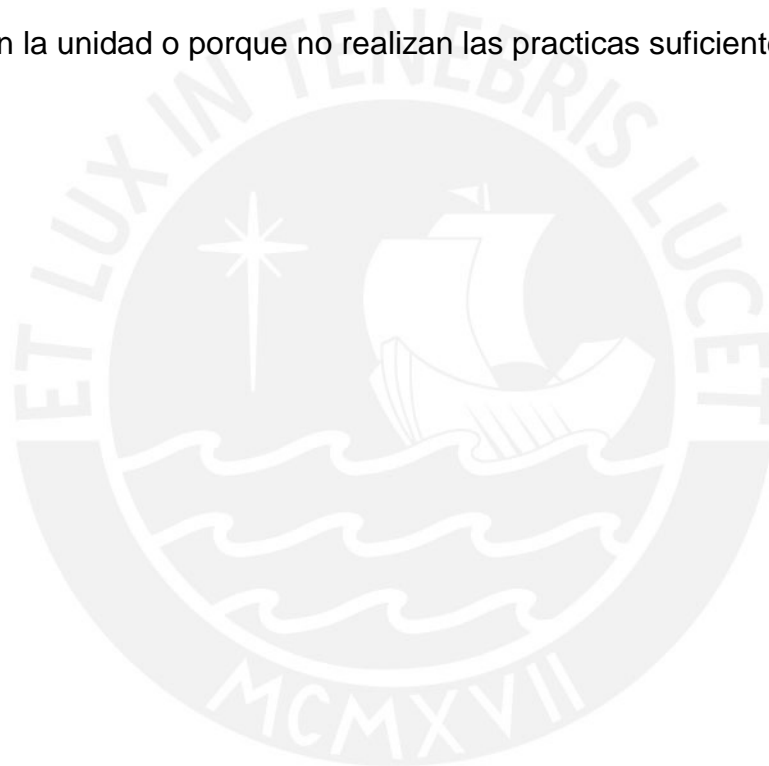 n la unidad o porque no realizan las practicas suficient
ET LUX IN TENEBRIS LUCET
MCMXVII